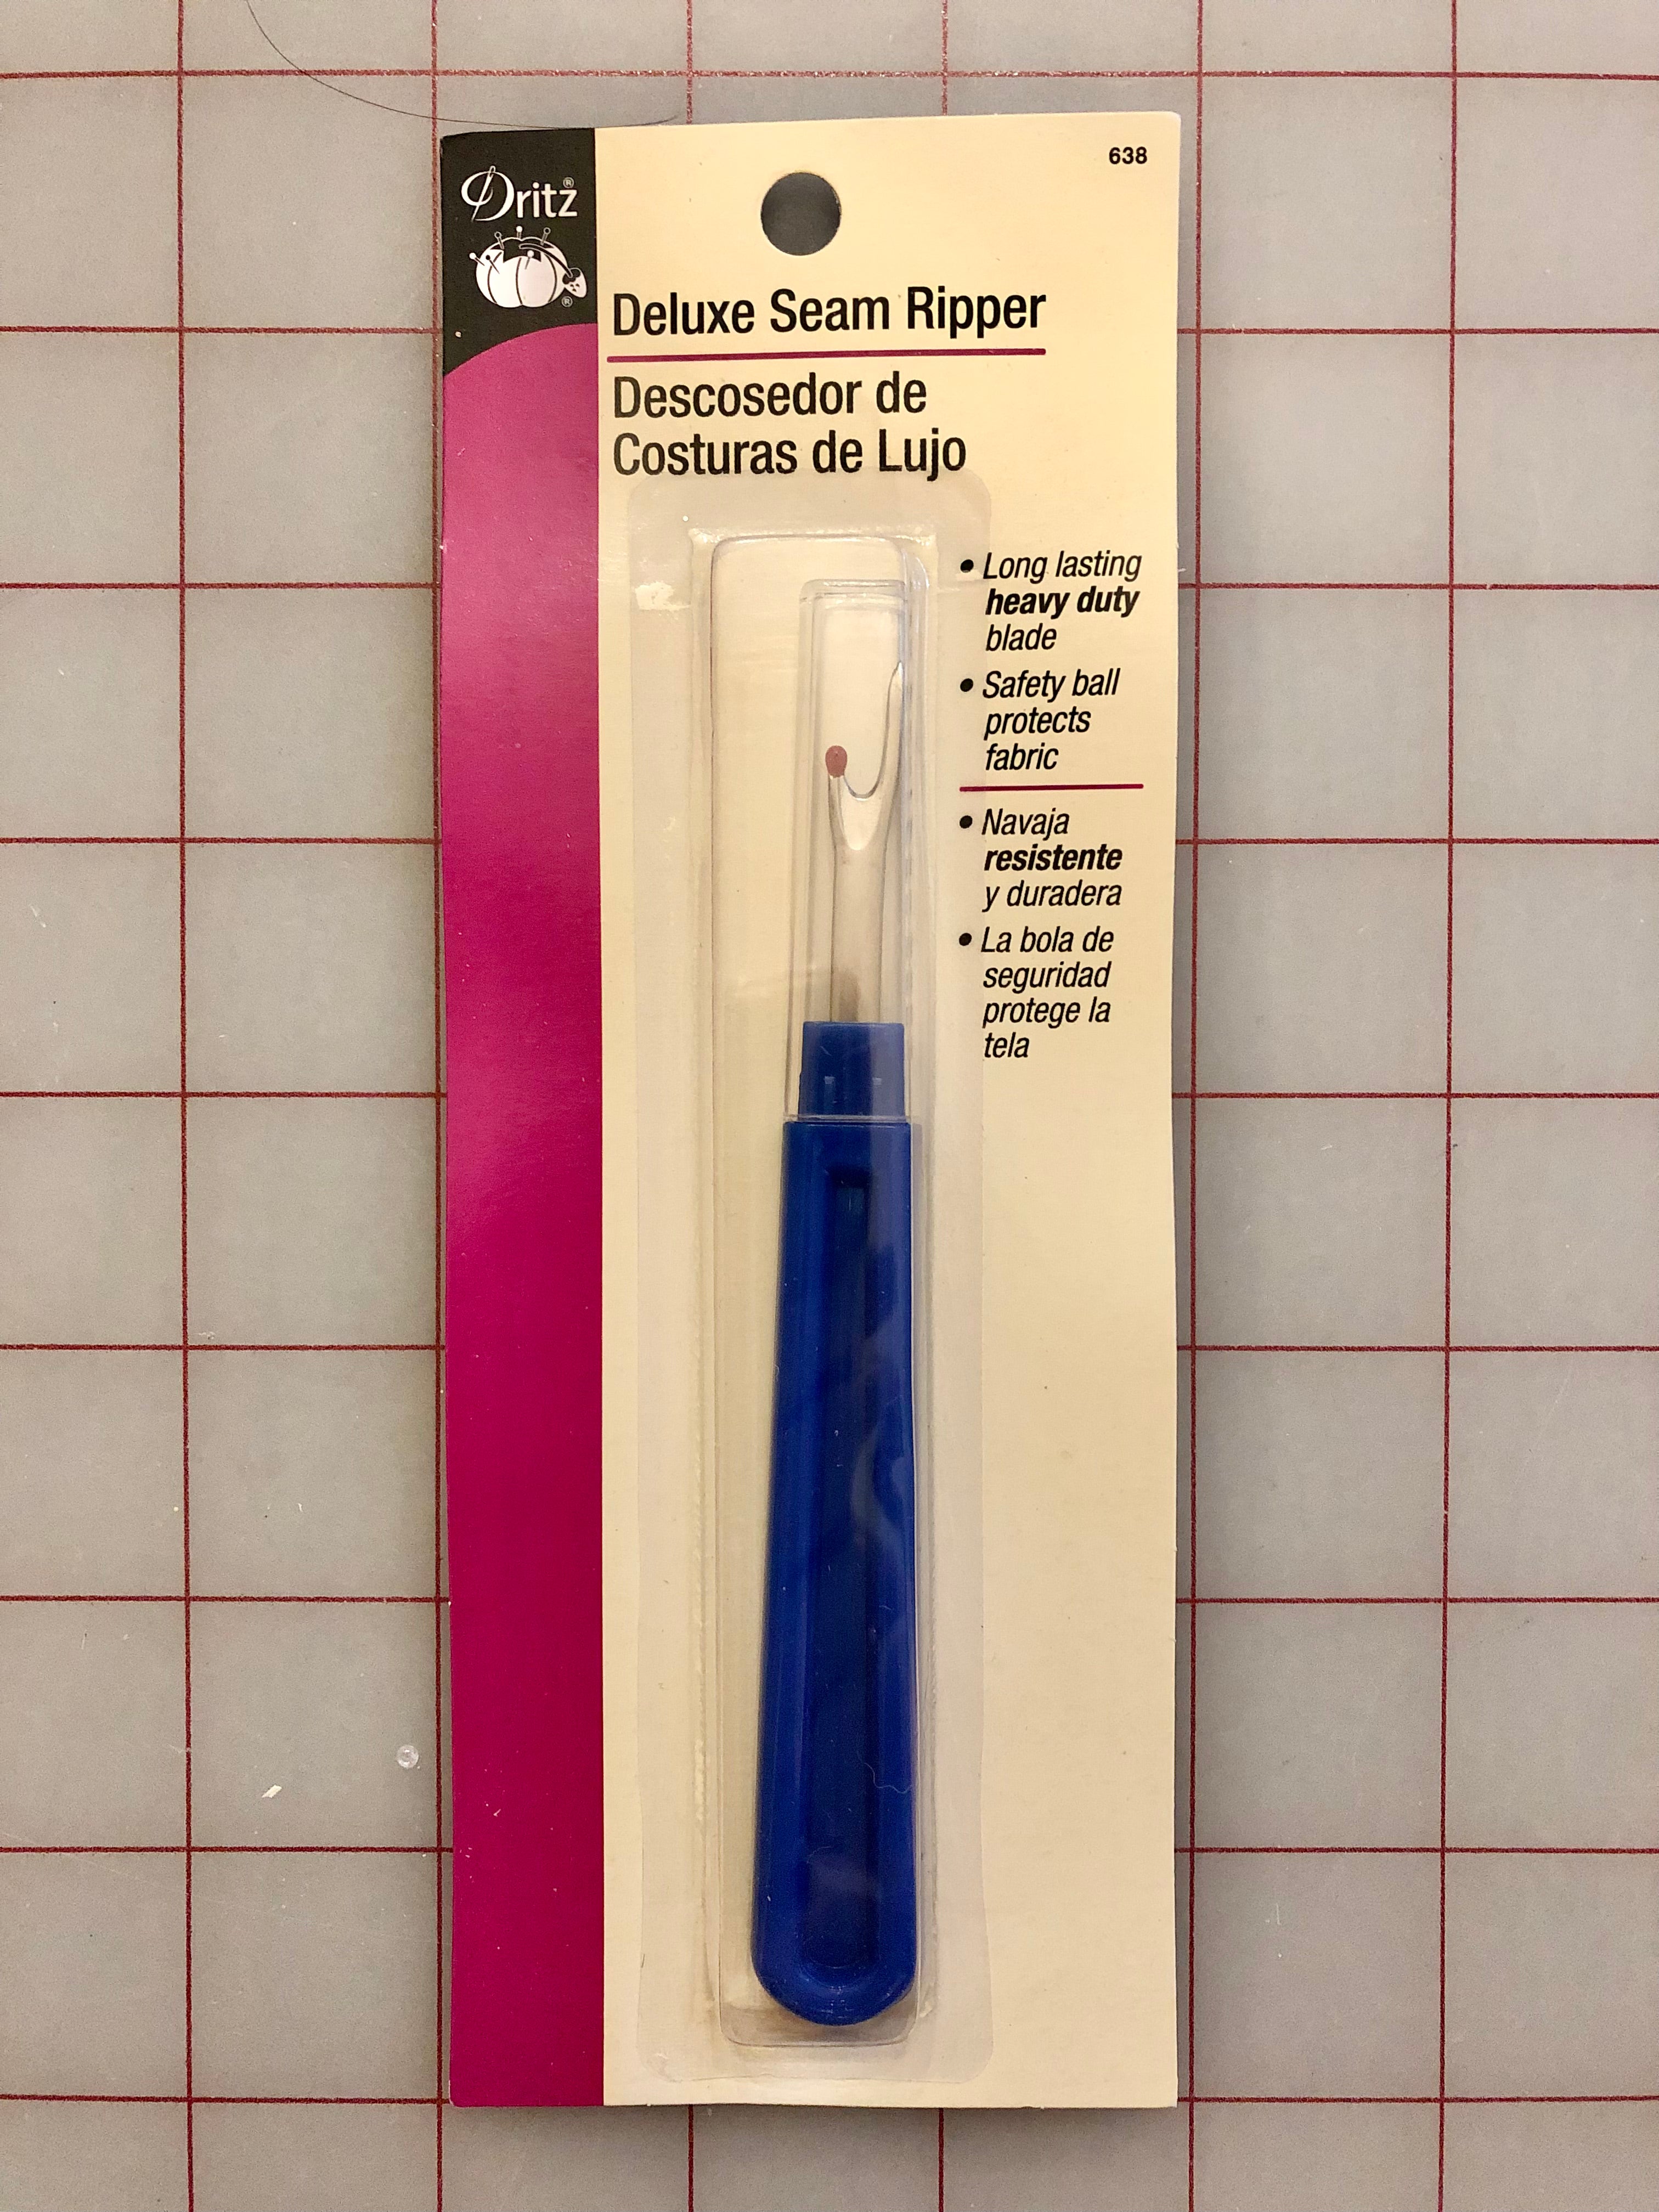 638
Dritz®
®
Deluxe Seam Ripper
Descosedor de
Costuras de Lujo
• Long lasting
heavy duty
blade
• Safety ball
protects
fabric
• Navaja
resistente
y duradera
• La bola de
seguridad
protege la
tela